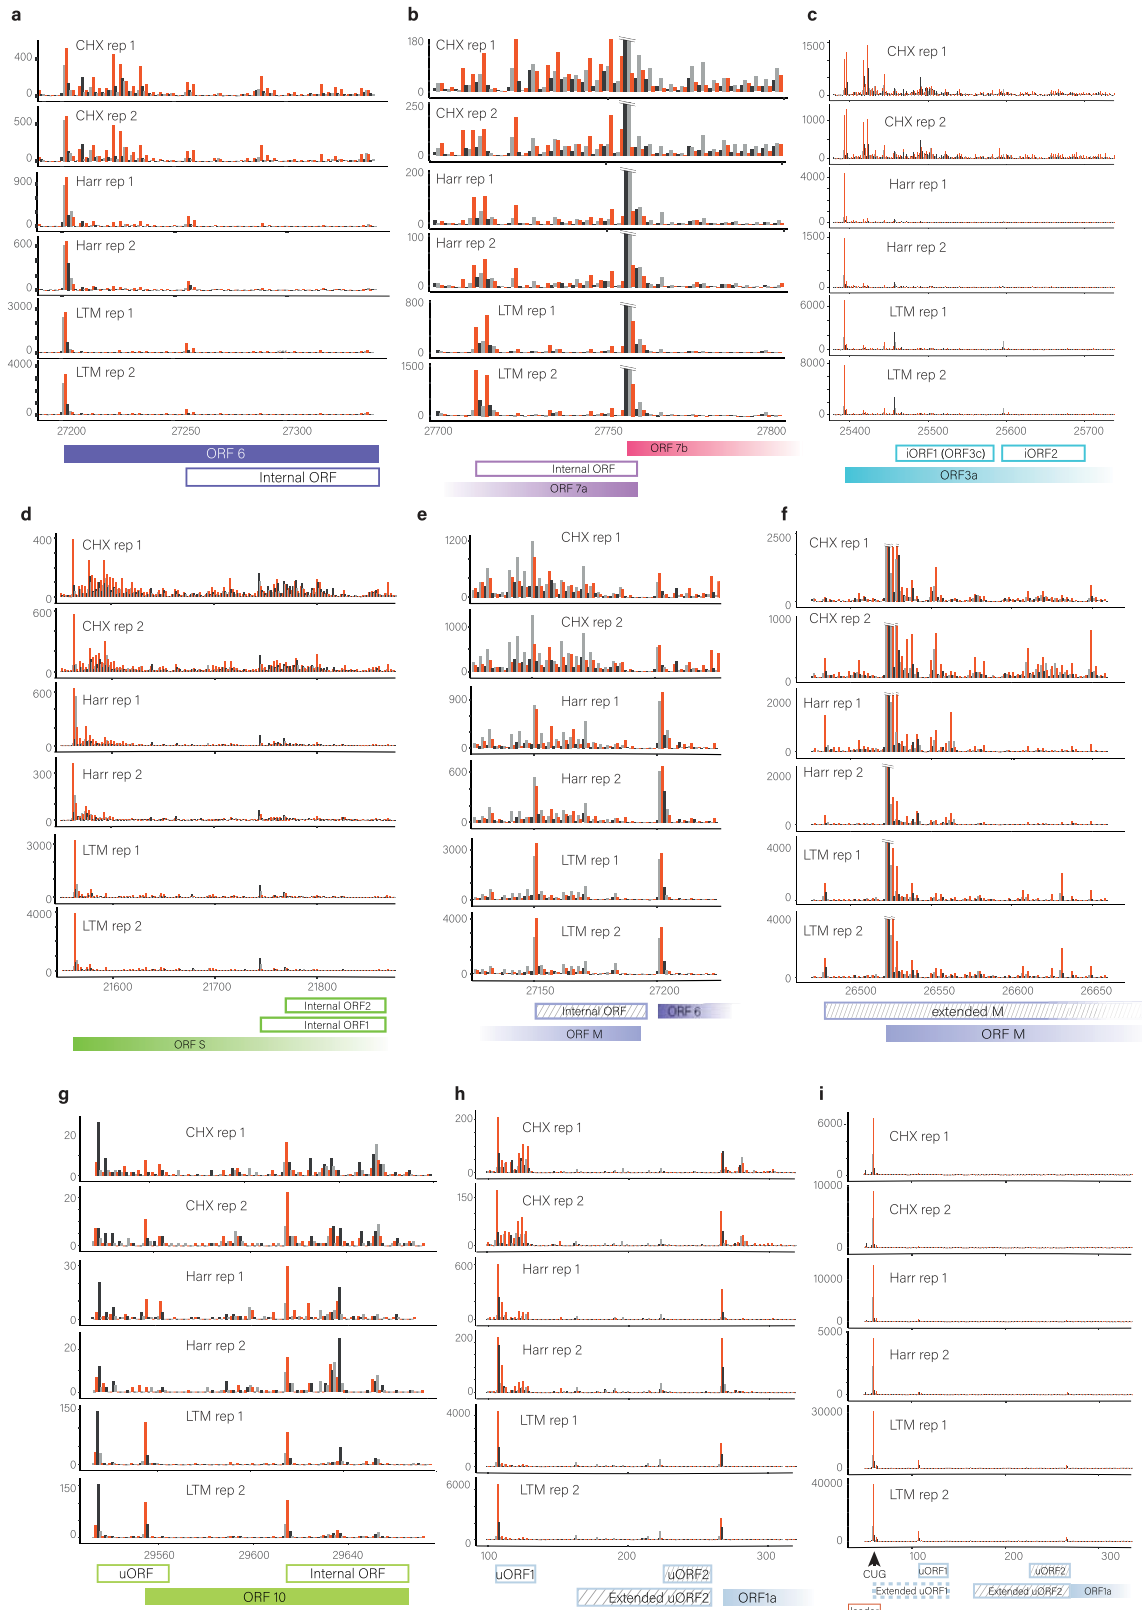 a
CHX rep 1
400
0
CHX rep 2
500
0
Harr rep 1
900
0
Harr rep 2
600
0
LTM rep 1
3000
0
LTM rep 2
4000
0
27200 27250 27300
ORF 6
Internal ORF
b
CHX rep 1
180
0
CHX rep 2
250
0
Harr rep 1
200
0
Harr rep 2
100
0
LTM rep 1
800
0
LTM rep 2
1500
0
27700 27760 27800
ORF 7b
Internal ORF
ORF 7a
c
CHX rep 1
1500
0
CHX rep 2
1000
0
Harr rep 1
4000
0
Harr rep 2
1500
0
LTM rep 1
6000
0
LTM rep 2
8000
0
25400 25500 25600 25700
iORF1 (ORF3c) iORF2
ORF3a
d
CHX rep 1
400
0
CHX rep 2
600
0
Harr rep 1
600
0
Harr rep 2
300
0
LTM rep 1
3000
0
LTM rep 2
4000
0
21600 21700 21800
Internal ORF2
Internal ORF1
ORF S
e
CHX rep 1
1200
0
CHX rep 2
1000
0
Harr rep 1
900
0
Harr rep 2
600
0
LTM rep 1
3000
0
LTM rep 2
4000
0
27150 27200
Internal ORF ORF 6
ORF M
f
CHX rep 1
2500
0
CHX rep 2
1000
0
Harr rep 1
2000
0
Harr rep 2
2000
0
LTM rep 1
4000
0
LTM rep 2
4000
0
26500 26550 26600 26650
extended M
ORF M
g
CHX rep 1
20
0
CHX rep 2
20
0
Harr rep 1
30
0
Harr rep 2
20
0
LTM rep 1
150
0
LTM rep 2
150
0
29560 29600 29640
uORF Internal ORF
ORF 10
h
CHX rep 1
200
0
CHX rep 2
150
0
Harr rep 1
600
0
Harr rep 2
200
0
LTM rep 1
4000
0
LTM rep 2
6000
0
100 200 300
uORF1 uORF2
Extended uORF2 ORF1a
i
CHX rep 1
6000
0
CHX rep 2
10000
0
Harr rep 1
10000
0
Harr rep 2
5000
0
LTM rep 1
30000
0
LTM rep 2
40000
0
100 200 300
CUG uORF1 uORF2
Extended uORF1 Extended uORF2 ORF1a
leader